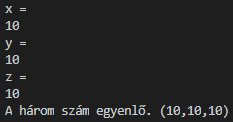 x =
10
y =
10
z =
10
A három szám egyenlő. (10,10,10)